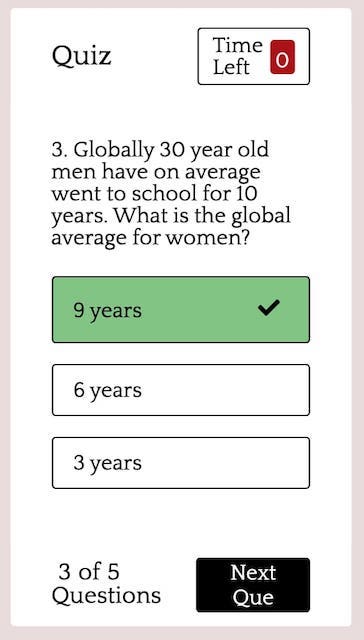 Quiz
Time
Left
0
3. Globally 30 year old
men have on average
went to school for 10
years. What is the global
average for women?
9 years
6 years
3 years
3 of 5
Questions
Next
Que